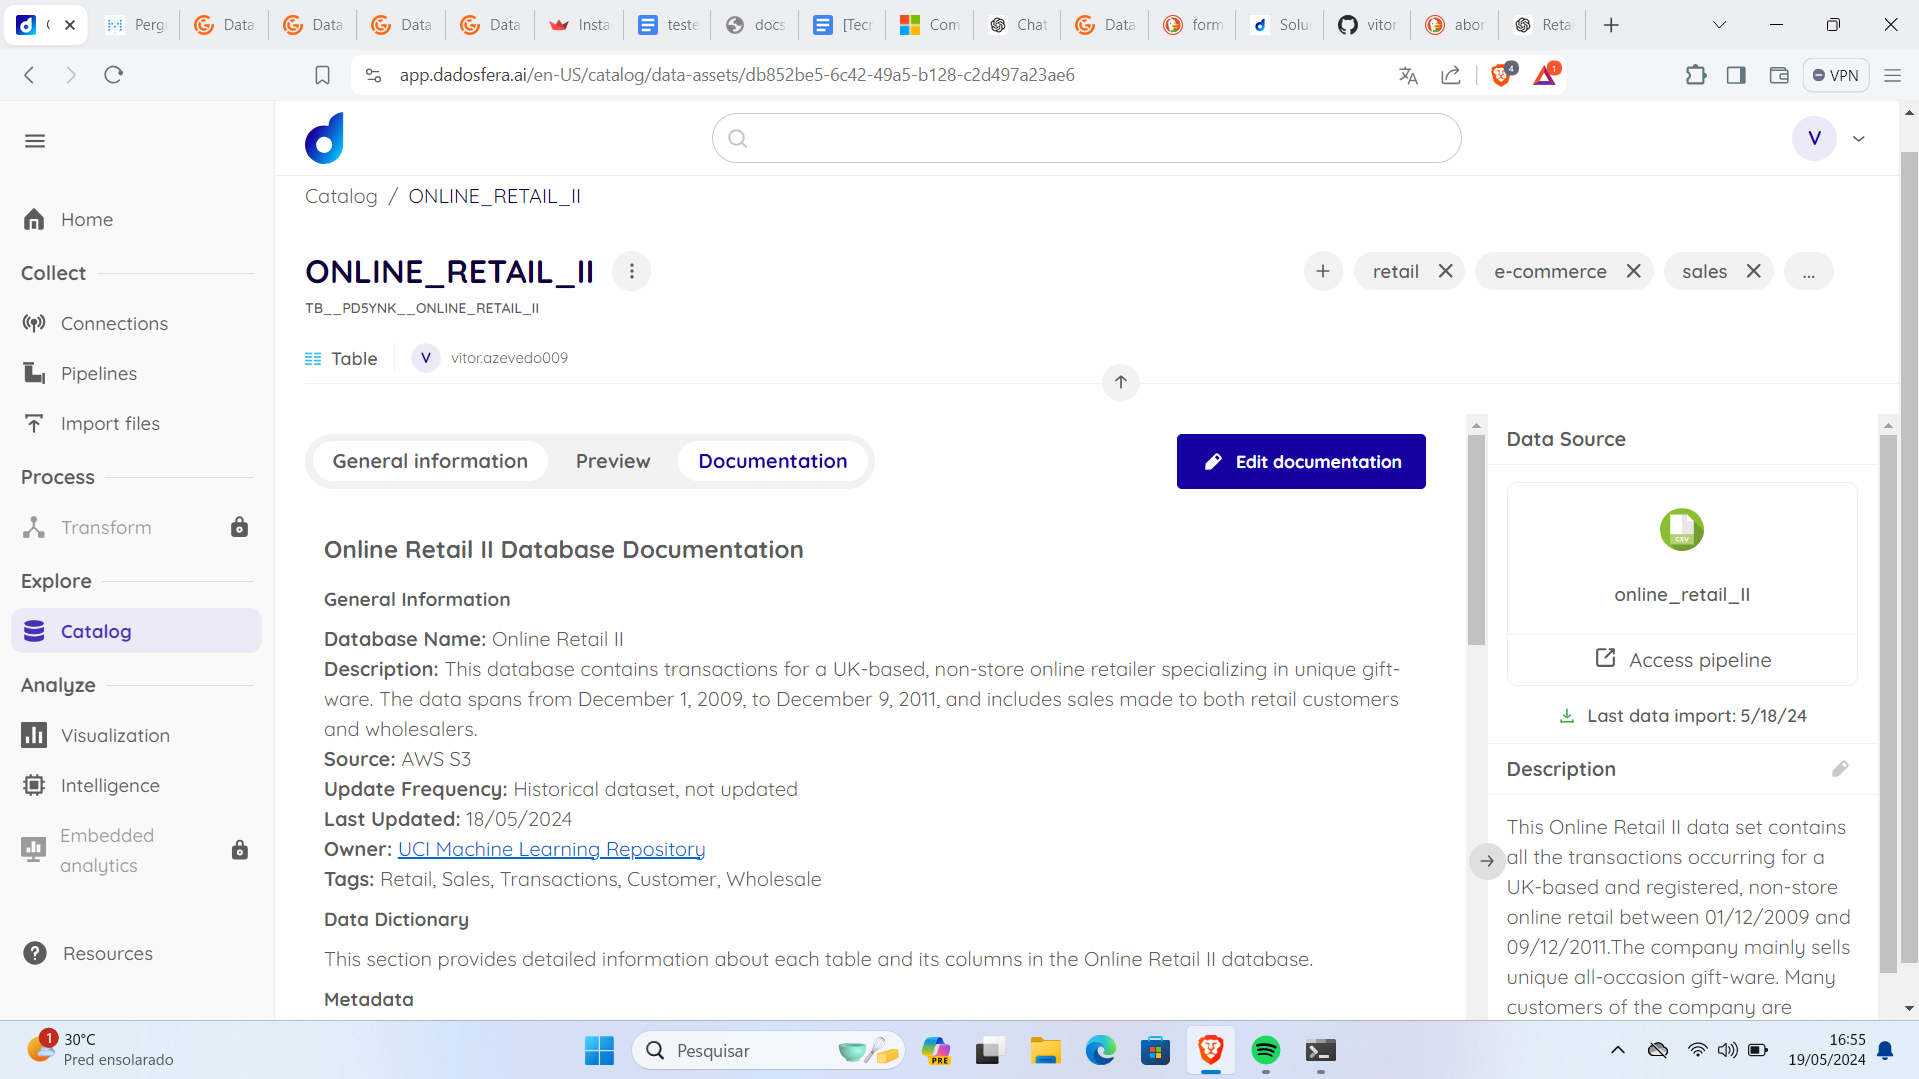 Perg
Data
Data
Data
Data
Insta
teste
docs
[Tecr
Com
Chat
Data
form
Solu
vitor
abor
Retai
app.dadosfera.ai/en-US/catalog/data-assets/db852be5-6c42-49a5-b128-c2d497a23ae6
4
1
VPN
V
Catalog / ONLINE_RETAIL_II
Home
Collect
Connections
Pipelines
Import files
Process
Transform
Explore
Catalog
Analyze
Visualization
Intelligence
Embedded
analytics
Resources
ONLINE_RETAIL_II
TB__PD5YNK__ONLINE_RETAIL_II
retail
e-commerce
sales
...
Table
V
vitor.azevedo009
General information
Preview
Documentation
Edit documentation
Online Retail II Database Documentation
General Information
Database Name: Online Retail II
Description: This database contains transactions for a UK-based, non-store online retailer specializing in unique gift-
ware. The data spans from December 1, 2009, to December 9, 2011, and includes sales made to both retail customers
and wholesalers.
Source: AWS S3
Update Frequency: Historical dataset, not updated
Last Updated: 18/05/2024
Owner: UCI Machine Learning Repository
Tags: Retail, Sales, Transactions, Customer, Wholesale
Data Dictionary
This section provides detailed information about each table and its columns in the Online Retail II database.
Metadata
Data Source
CSV
online_retail_II
Access pipeline
Last data import: 5/18/24
Description
This Online Retail II data set contains
all the transactions occurring for a
UK-based and registered, non-store
online retail between 01/12/2009 and
09/12/2011.The company mainly sells
unique all-occasion gift-ware. Many
customers of the company are
1
30°C
Pred ensolarado
Pesquisar
PRE
16:55
19/05/2024